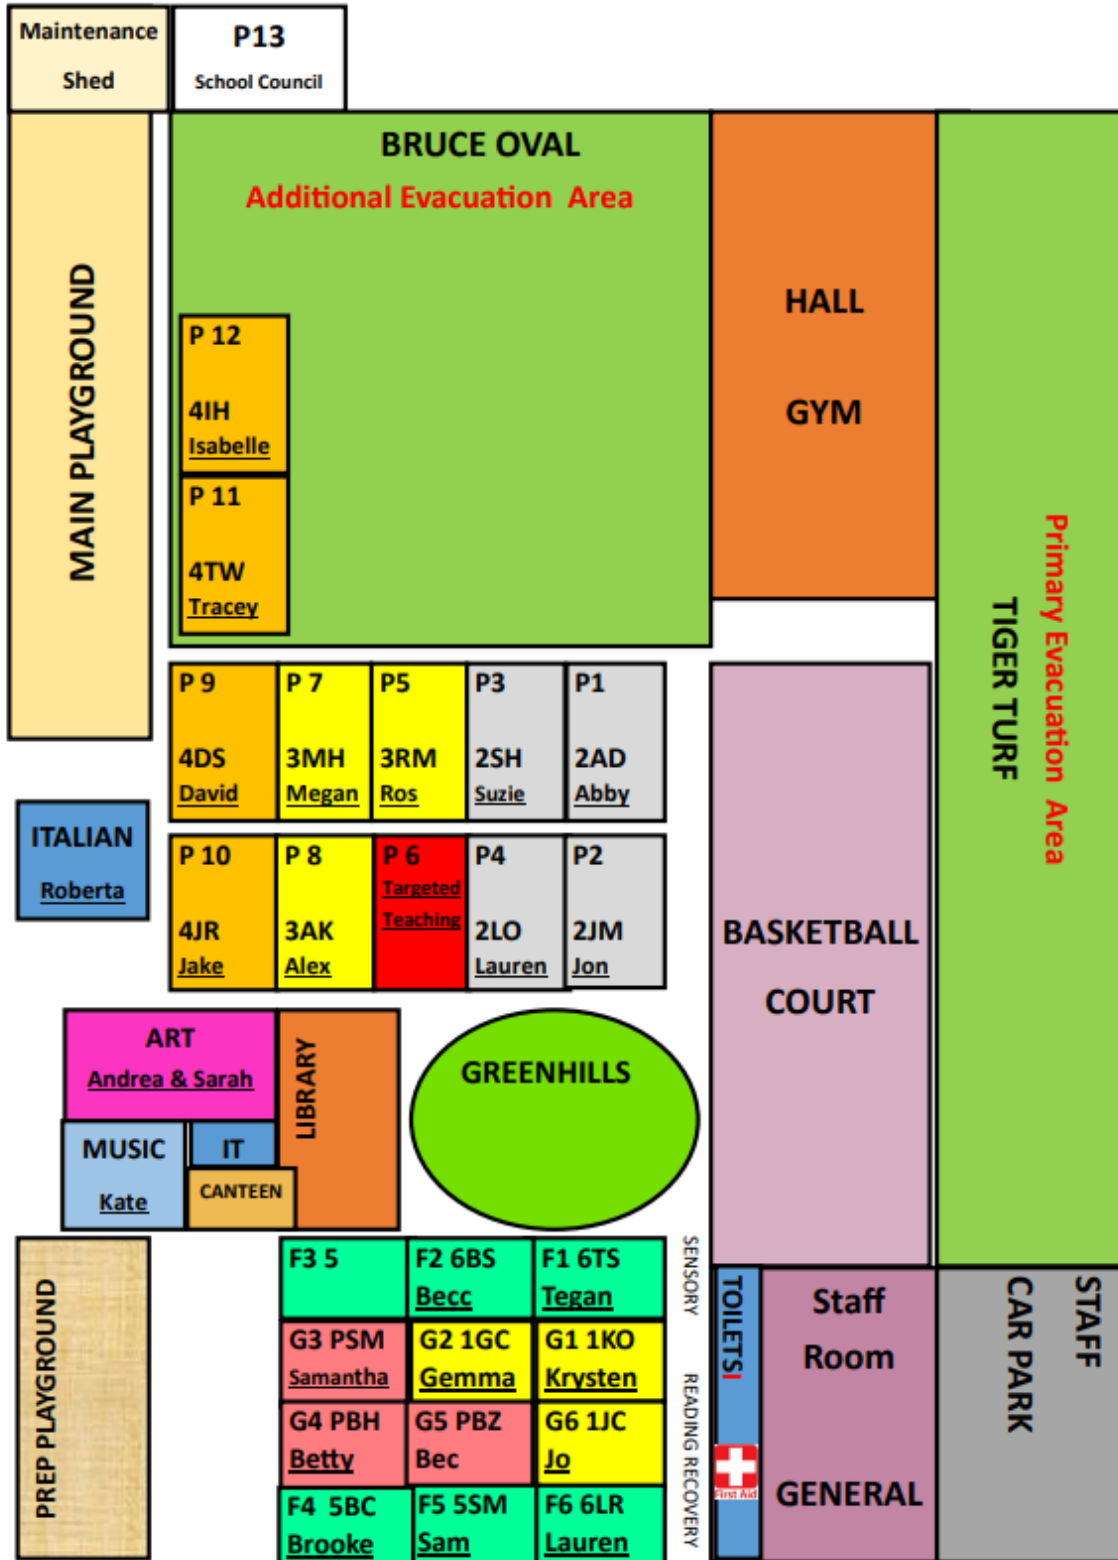 Maintenance
Shed
P13
School Council
BRUCE OVAL
Additional Evacuation Area
MAIN PLAYGROUND
HALL
GYM
P 12
4IH
Isabelle
P 11
4TW
Tracey
Primary Evacuation Area
TIGER TURF
P 9
4DS
David
P 7
3MH
Megan
P5
3RM
Ros
P3
2SH
Suzie
P1
2AD
Abby
ITALIAN
Roberta
P 10
4JR
Jake
P 8
3AK
Alex
P 6
Targeted
Teaching
P4
2LO
Lauren
P2
2JM
Jon
BASKETBALL
COURT
ART
Andrea & Sarah
LIBRARY
GREENHILLS
MUSIC
Kate
IT
CANTEEN
PREP PLAYGROUND
F3 5
F2 6BS
Becc
F1 6TS
Tegan
G3 PSM
Samantha
G2 1GC
Gemma
G1 1KO
Krysten
G4 PBH
Betty
G5 PBZ
Bec
G6 1JC
Jo
F4 5BC
Brooke
F5 5SM
Sam
F6 6LR
Lauren
SENSORY
READING RECOVERY
TOILETSI
First Aid
Staff
Room
GENERAL
STAFF
CAR PARK